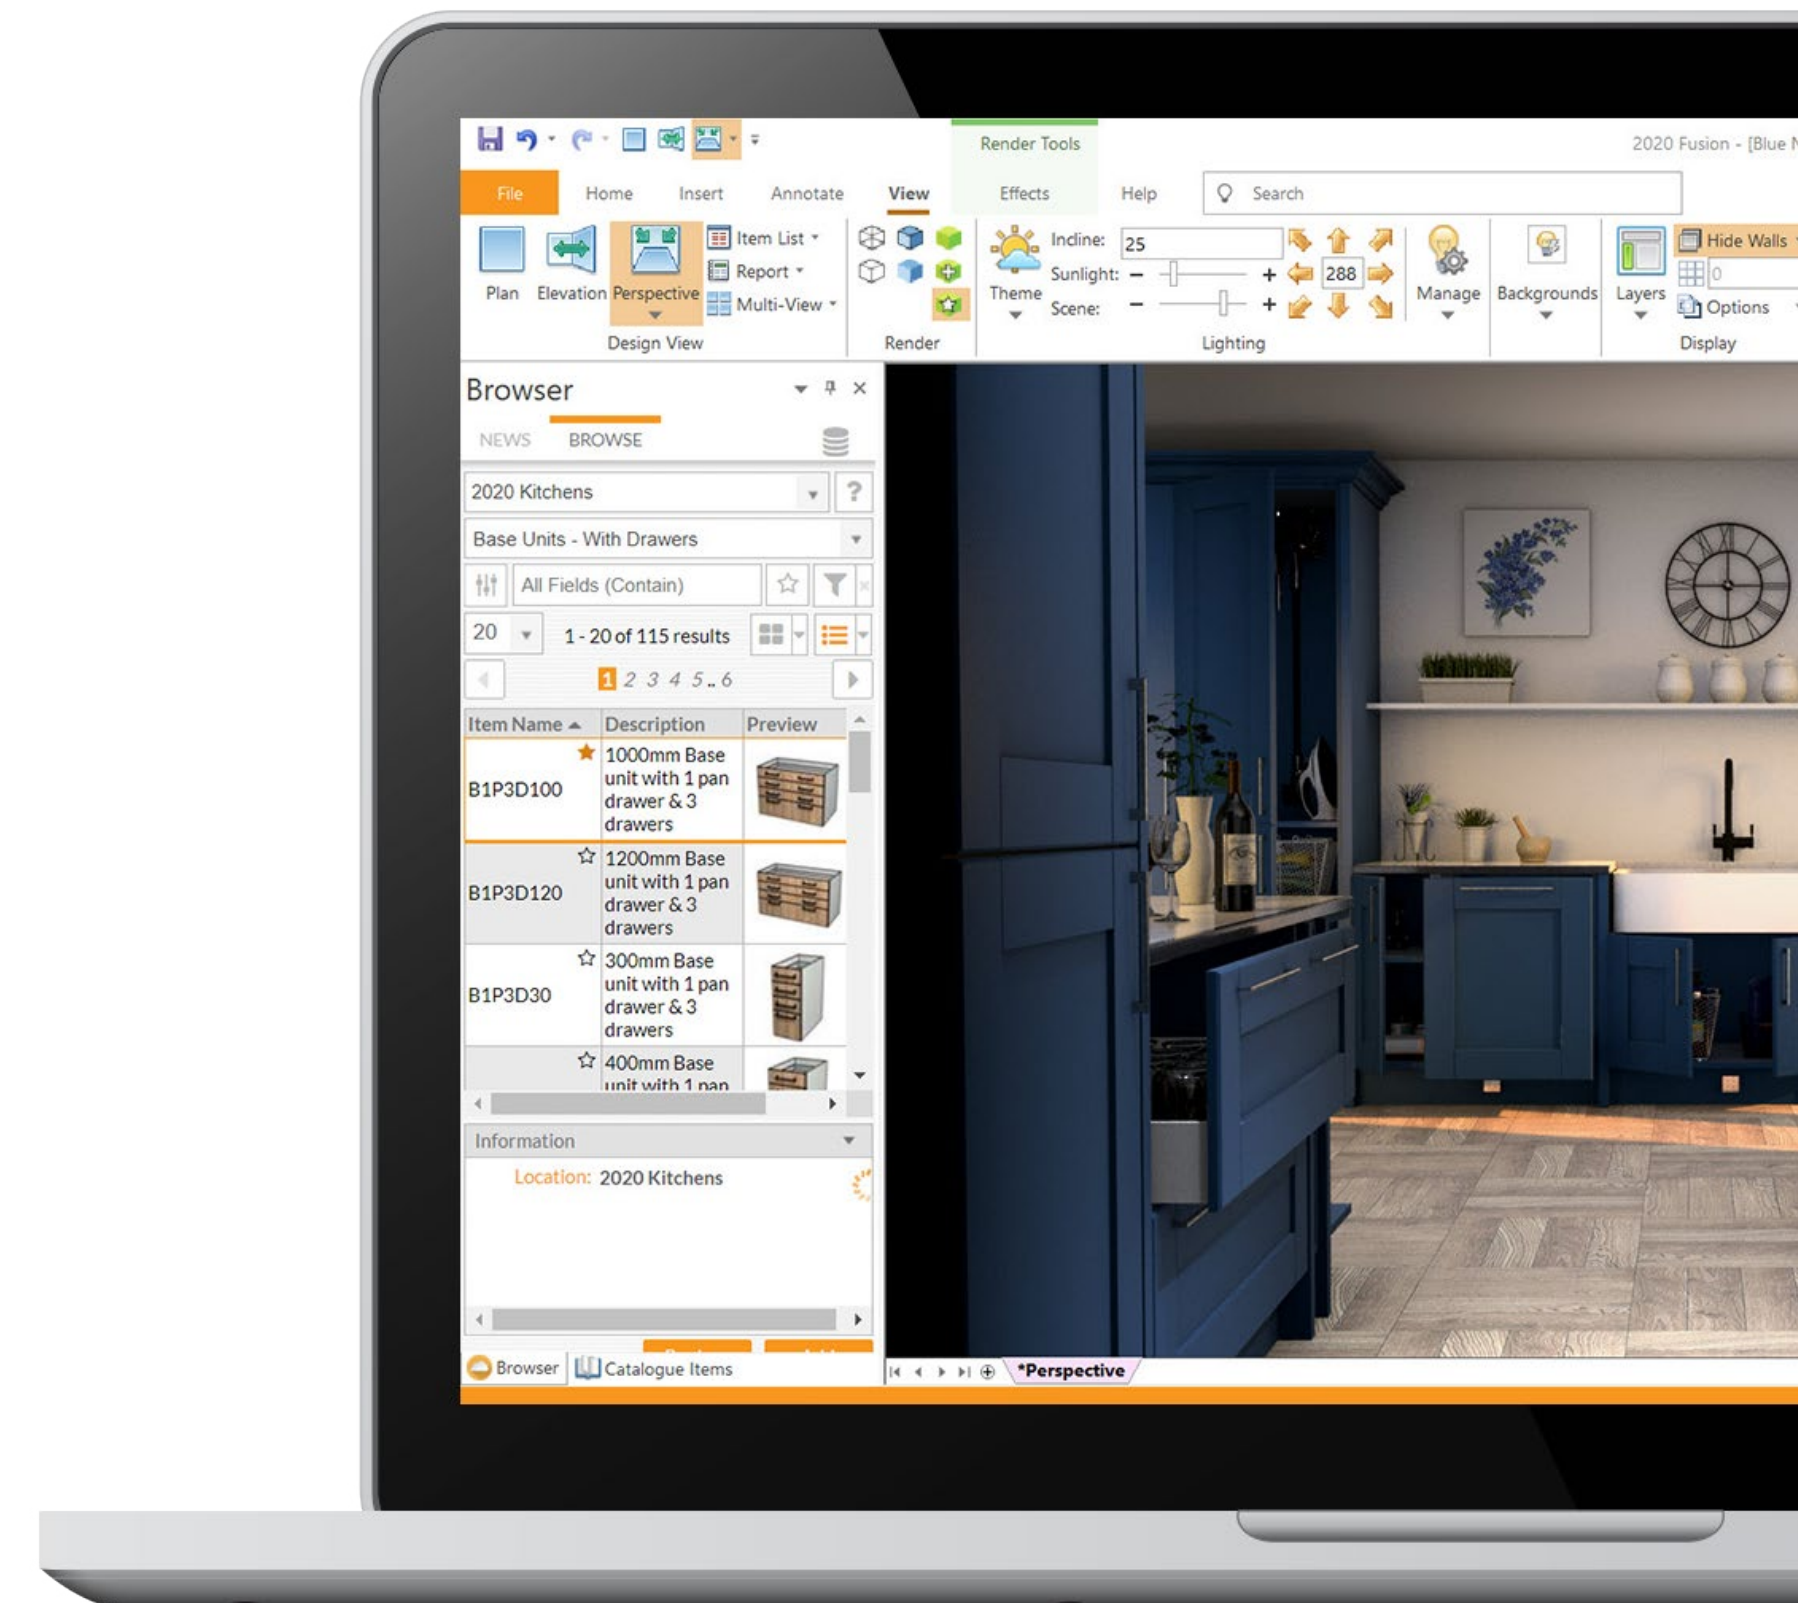 Render Tools
2020 Fusion - [Blue
File
Home
Insert
Annotate
View
Effects
Help
Search
Plan
Elevation
Perspective
Item List
Report
Multi-View
Design View
Render
Theme
Incline: 25
Sunlight: − + 288
Scene: − +
Lighting
Manage
Backgrounds
Layers
Hide Walls
0
Options
Display
Browser
NEWS
BROWSE
2020 Kitchens
?
Base Units - With Drawers
All Fields (Contain)
20
1 - 20 of 115 results
1 2 3 4 5 .. 6
Item Name
Description
Preview
B1P3D100
1000mm Base
unit with 1 pan
drawer & 3
drawers
B1P3D120
1200mm Base
unit with 1 pan
drawer & 3
drawers
B1P3D30
300mm Base
unit with 1 pan
drawer & 3
drawers
400mm Base
unit with 1 pan
Information
Location: 2020 Kitchens
Browser
Catalogue Items
*Perspective